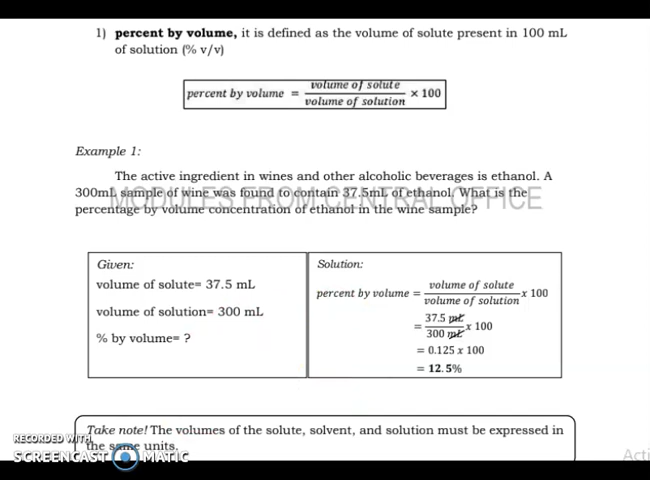 1) percent by volume, it is defined as the volume of solute present in 100 mL
of solution (% v/v)
percent by volume = volume of solute / volume of solution × 100
Example 1:
The active ingredient in wines and other alcoholic beverages is ethanol. A
300mL sample of wine was found to contain 37.5mL of ethanol. What is the
MODULES FROM CENTRAL OFFICE
percentage by volume concentration of ethanol in the wine sample?
Given:
volume of solute= 37.5 mL
volume of solution= 300 mL
% by volume= ?
Solution:
percent by volume = volume of solute / volume of solution x 100
= 37.5 mL / 300 mL x 100
= 0.125 x 100
= 12.5%
Take note! The volumes of the solute, solvent, and solution must be expressed in
the same units.
RECORDED WITH
SCREENCAST MATIC
Acti